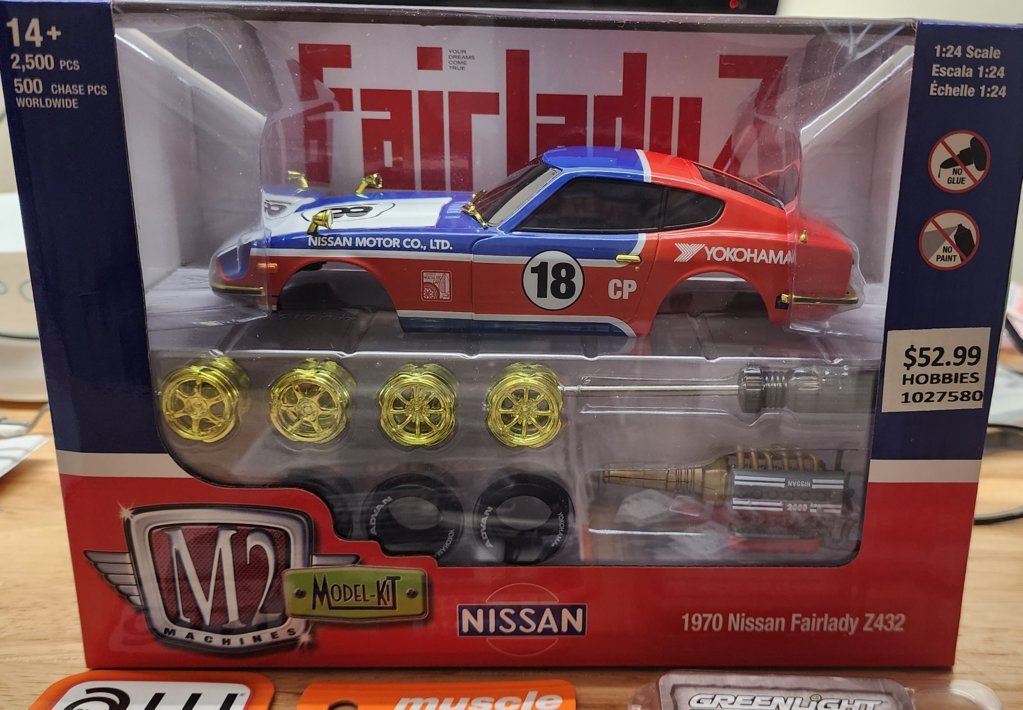 14+
2,500 PCS
500 CHASE PCS
WORLDWIDE
YOUR
DREAMS
COME
TRUE
Fairlady Z
1:24 Scale
Escala 1:24
Échelle 1:24
NO
GLUE
NO
PAINT
NISSAN MOTOR CO., LTD.
18
CP
YOKOHAMA
$52.99
HOBBIES
1027580
NISSAN
2000
ADVAN
ADVAN
M2
MACHINES
MODEL-KIT
NISSAN
1970 Nissan Fairlady Z432
muscle
GREENLIGHT